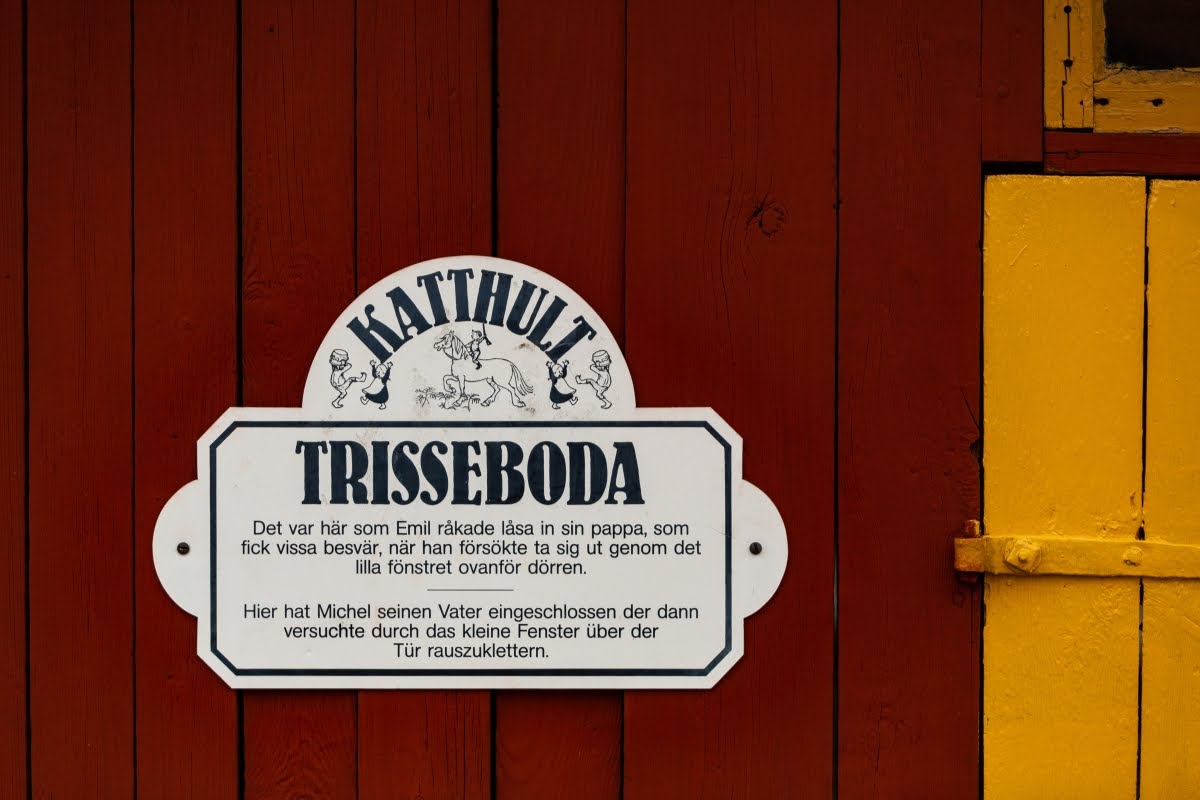 KATTHULT
TRISSEBODA
Det var här som Emil råkade låsa in sin pappa, som
fick vissa besvär, när han försökte ta sig ut genom det
lilla fönstret ovanför dörren.
Hier hat Michel seinen Vater eingeschlossen der dann
versuchte durch das kleine Fenster über der
Tür rauszuklettern.